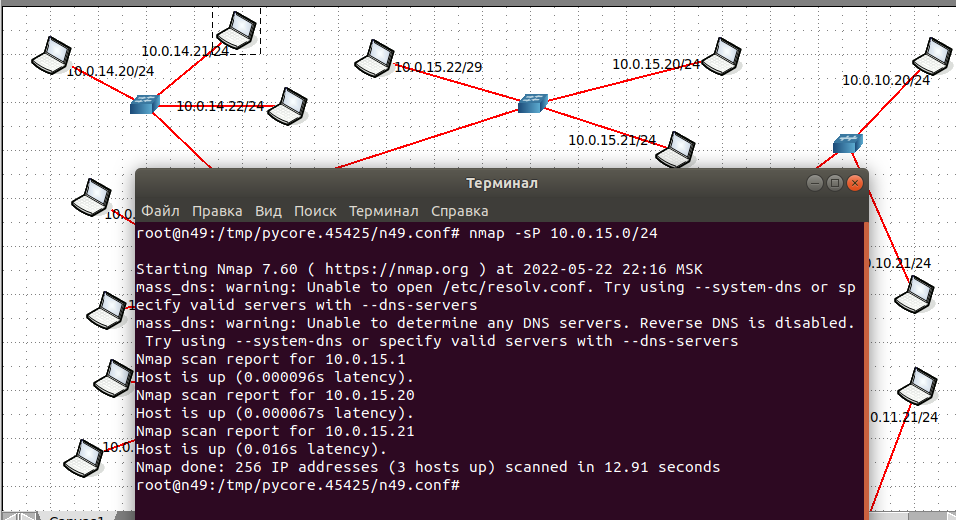 10.0.14.21/24
10.0.14.20/24
10.0.15.22/29
10.0.15.20/24
10.0.10.20/24
10.0.14.22/24
10.0.15.21/24
Терминал
Файл Правка Вид Поиск Терминал Справка
root@n49:/tmp/pycore.45425/n49.conf# nmap -sP 10.0.15.0/24
Starting Nmap 7.60 ( https://nmap.org ) at 2022-05-22 22:16 MSK
mass_dns: warning: Unable to open /etc/resolv.conf. Try using --system-dns or sp
ecify valid servers with --dns-servers
mass_dns: warning: Unable to determine any DNS servers. Reverse DNS is disabled.
Try using --system-dns or specify valid servers with --dns-servers
Nmap scan report for 10.0.15.1
Host is up (0.000096s latency).
Nmap scan report for 10.0.15.20
Host is up (0.000067s latency).
Nmap scan report for 10.0.15.21
Host is up (0.016s latency).
Nmap done: 256 IP addresses (3 hosts up) scanned in 12.91 seconds
root@n49:/tmp/pycore.45425/n49.conf#
.10.21/24
0.11.21/24
10.0.
Canvas1